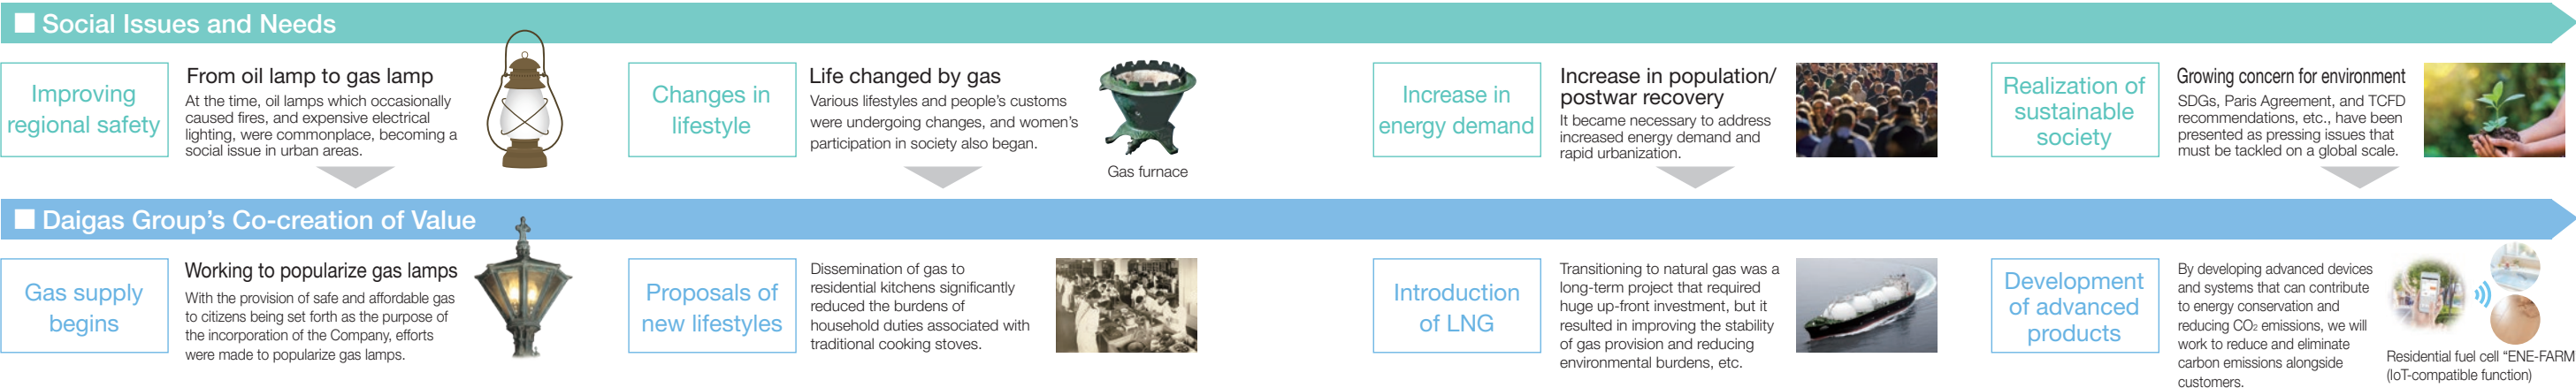 ■ Social Issues and Needs
Improving
regional safety
From oil lamp to gas lamp
At the time, oil lamps which occasionally
caused fires, and expensive electrical
lighting, were commonplace, becoming a
social issue in urban areas.
Changes in
lifestyle
Life changed by gas
Various lifestyles and people's customs
were undergoing changes, and women's
participation in society also began.
Gas furnace
Increase in
energy demand
Increase in population/
postwar recovery
It became necessary to address
increased energy demand and
rapid urbanization.
Realization of
sustainable
society
Growing concern for environment
SDGs, Paris Agreement, and TCFD
recommendations, etc., have been
presented as pressing issues that
must be tackled on a global scale.
■ Daigas Group's Co-creation of Value
Gas supply
begins
Working to popularize gas lamps
With the provision of safe and affordable gas
to citizens being set forth as the purpose of
the incorporation of the Company, efforts
were made to popularize gas lamps.
Proposals of
new lifestyles
Dissemination of gas to
residential kitchens significantly
reduced the burdens of
household duties associated with
traditional cooking stoves.
Introduction
of LNG
Transitioning to natural gas was a
long-term project that required
huge up-front investment, but it
resulted in improving the stability
of gas provision and reducing
environmental burdens, etc.
Development
of advanced
products
By developing advanced devices
and systems that can contribute
to energy conservation and
reducing CO₂ emissions, we will
work to reduce and eliminate
carbon emissions alongside
customers.
Residential fuel cell “ENE-FARM
(IoT-compatible function)